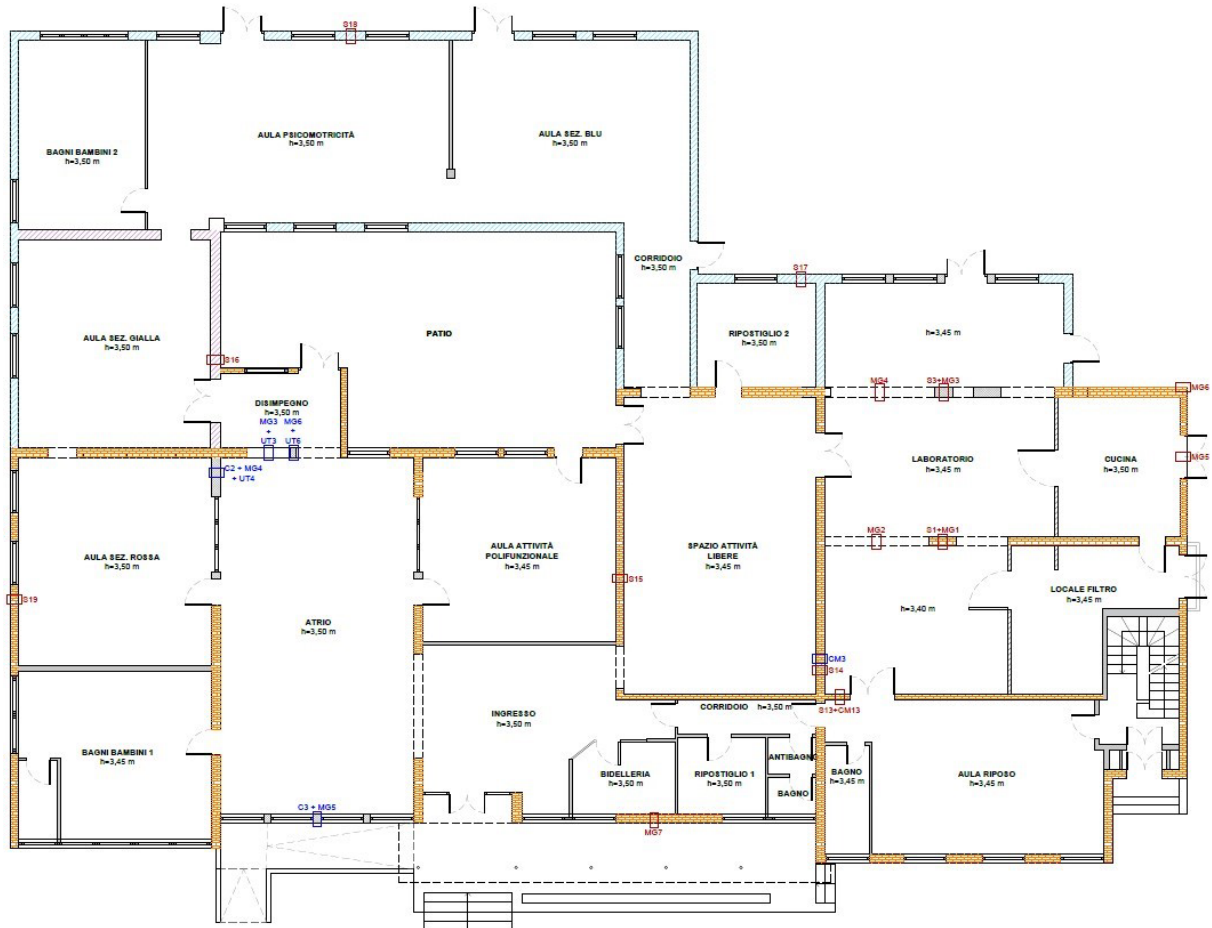 S18
AULA PSICOMOTRICITÀ
h=3,50 m
AULA SEZ. BLU
h=3,50 m
BAGNI BAMBINI 2
h=3,50 m
CORRIDOIO
h=3,50 m
S17
AULA SEZ. GIALLA
h=3,50 m
PATIO
RIPOSTIGLIO 2
h=3,50 m
h=3,45 m
S16
DISIMPEGNO
h=3,50 m
MG3
+
UT3
MG6
+
UT6
MG4
S3+MG3
MG6
C2 + MG4
+ UT4
LABORATORIO
h=3,45 m
CUCINA
h=3,50 m
MG5
AULA SEZ. ROSSA
h=3,50 m
AULA ATTIVITÀ
POLIFUNZIONALE
h=3,45 m
SPAZIO ATTIVITÀ
LIBERE
h=3,45 m
MG2
S1+MG1
S19
S15
LOCALE FILTRO
h=3,45 m
ATRIO
h=3,50 m
h=3,40 m
CM3
S14
S13+CM13
INGRESSO
h=3,50 m
CORRIDOIO
h=3,50 m
BAGNI BAMBINI 1
h=3,45 m
BIDELLERIA
h=3,50 m
RIPOSTIGLIO 1
h=3,50 m
ANTIBAGNO
h=3,50 m
BAGNO
BAGNO
h=3,45 m
AULA RIPOSO
h=3,45 m
C3 + MG5
MG7